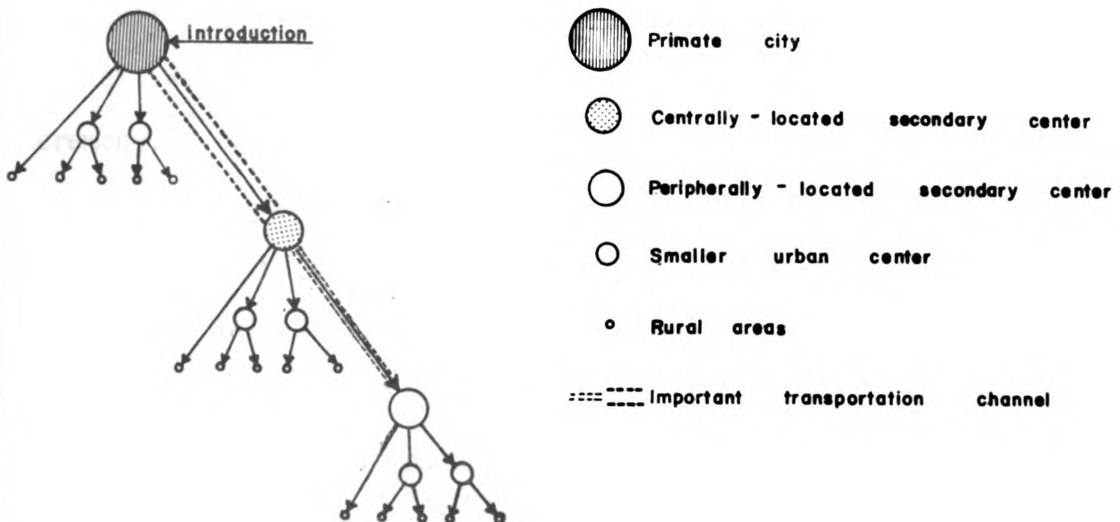 introduction
Primate city
Centrally - located secondary center
Peripherally - located secondary center
Smaller urban center
Rural areas
Important transportation channel